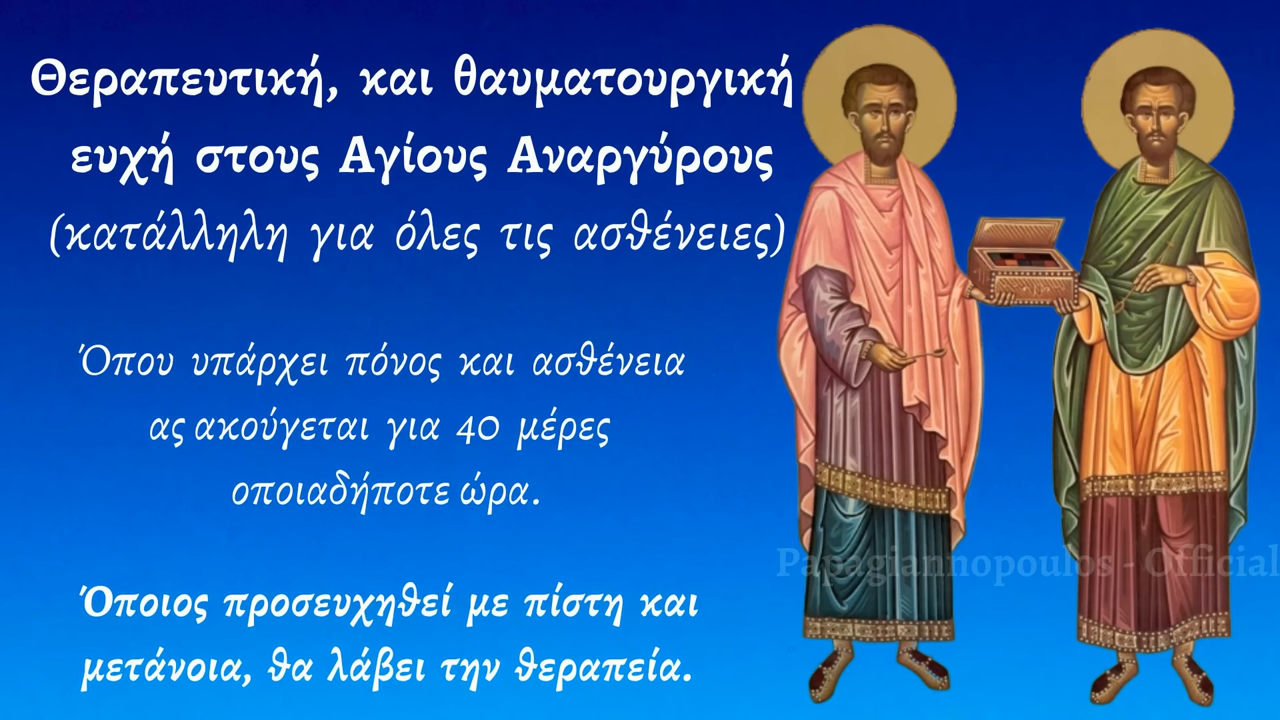 Θεραπευτική, και θαυματουργική
ευχή στους Αγίους Αναργύρους
(κατάλληλη για όλες τις ασθένειες)
Όπου υπάρχει πόνος και ασθένεια
ας ακούγεται για 40 μέρες
οποιαδήποτε ώρα.
Όποιος προσευχηθεί με πίστη και
μετάνοια, θα λάβει την θεραπεία.
Papagiannopoulos - Official